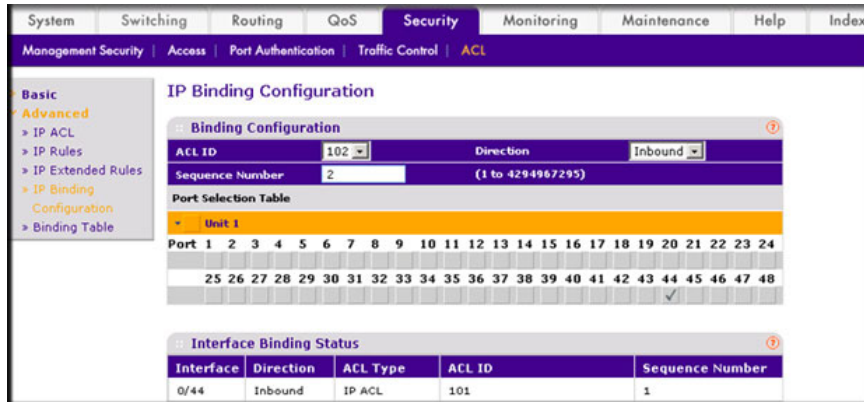 System Switching Routing QoS Security Monitoring Maintenance Help Index
Management Security | Access | Port Authentication | Traffic Control | ACL
Basic
Advanced
» IP ACL
» IP Rules
» IP Extended Rules
» IP Binding
Configuration
» Binding Table
IP Binding Configuration
Binding Configuration ?
ACL ID 102 Direction Inbound
Sequence Number 2 (1 to 4294967295)
Port Selection Table
Unit 1
Port 1 2 3 4 5 6 7 8 9 10 11 12 13 14 15 16 17 18 19 20 21 22 23 24
25 26 27 28 29 30 31 32 33 34 35 36 37 38 39 40 41 42 43 44 45 46 47 48
Interface Binding Status ?
Interface Direction ACL Type ACL ID Sequence Number
0/44 Inbound IP ACL 101 1